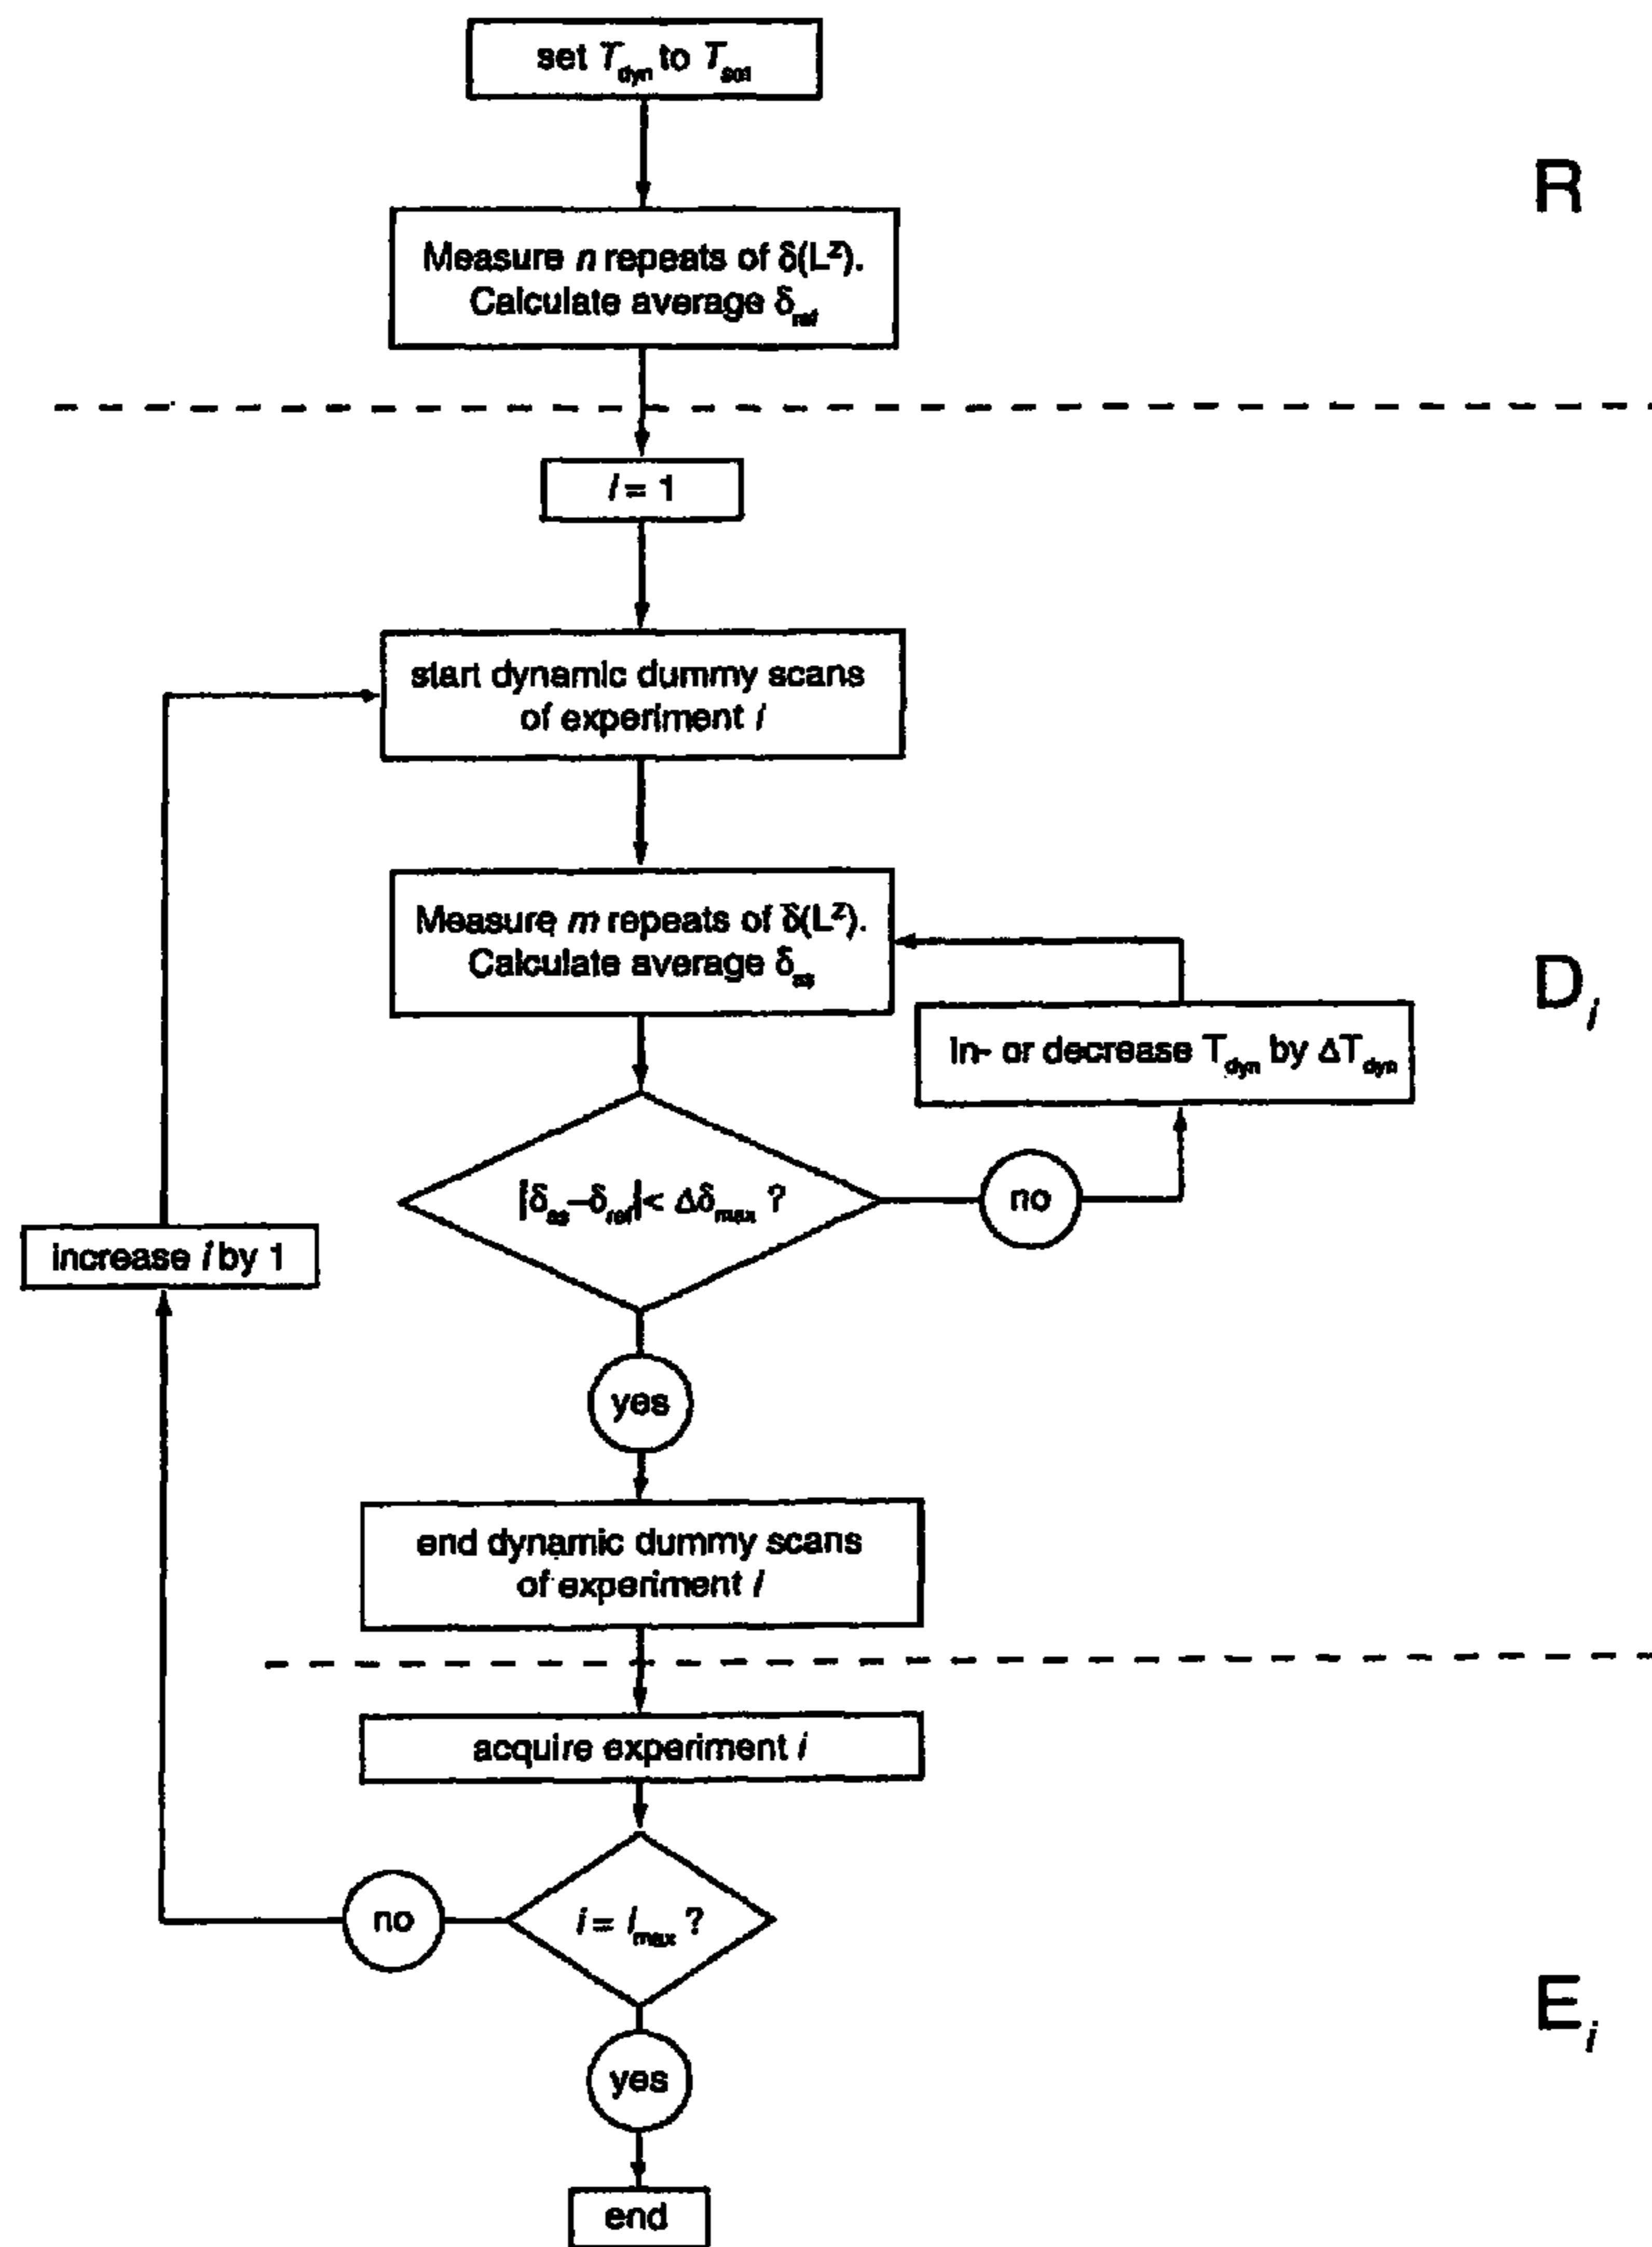 set T_dyn to T_set
R
Measure n repeats of δ(L^z).
Calculate average δ_ref
i = 1
start dynamic dummy scans
of experiment i
Measure m repeats of δ(L^z).
Calculate average δ_as
D_i
In- or decrease T_dyn by ΔT_dyn
|δ_as–δ_ref|< Δδ_max ?
no
increase i by 1
yes
end dynamic dummy scans
of experiment i
acquire experiment i
no
i = i_max ?
E_i
yes
end